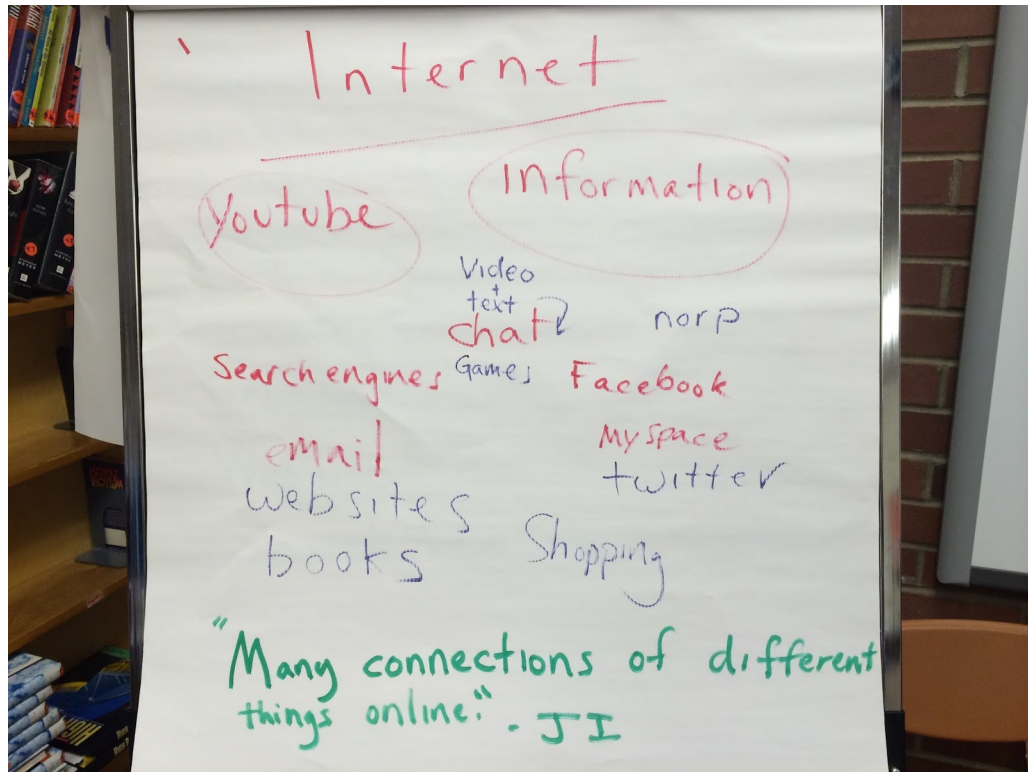 Internet
Youtube
Information
Video
+
text
chat
norp
Games
Search engines
Facebook
email
Myspace
websites
twitter
books
Shopping
"Many connections of different
things online." - JI